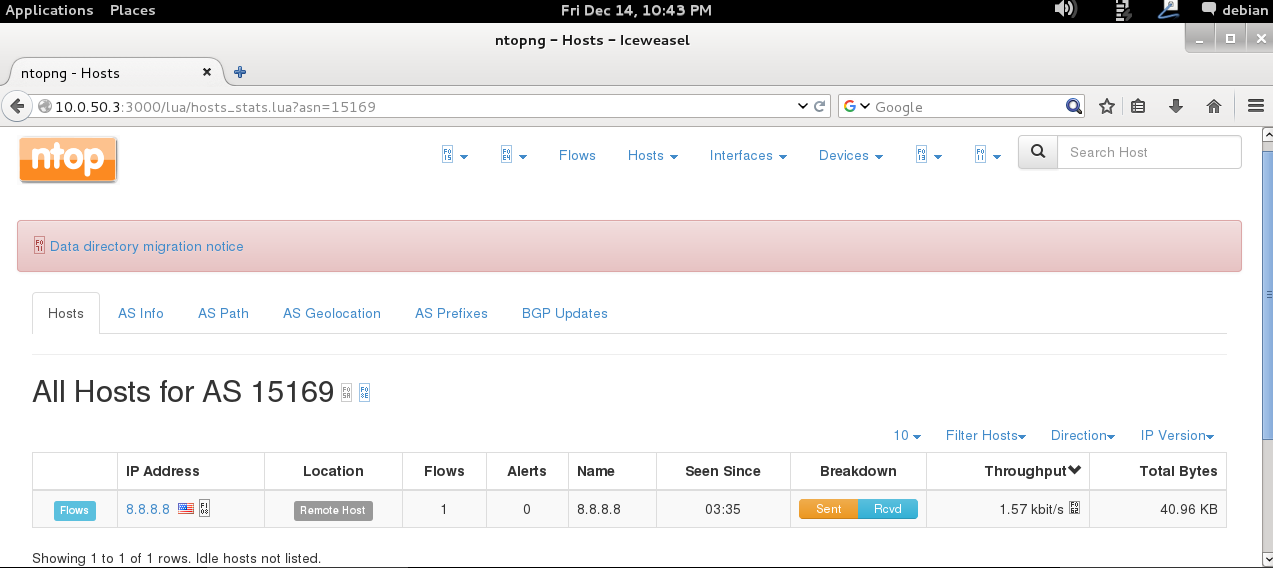 Applications Places Fri Dec 14, 10:43 PM debian
ntopng – Hosts – Iceweasel
ntopng - Hosts
10.0.50.3:3000/lua/hosts_stats.lua?asn=15169 Google
ntop Flows Hosts Interfaces Devices Search Host
Data directory migration notice
Hosts AS Info AS Path AS Geolocation AS Prefixes BGP Updates
All Hosts for AS 15169
10 Filter Hosts Direction IP Version
IP Address Location Flows Alerts Name Seen Since Breakdown Throughput Total Bytes
Flows 8.8.8.8 Remote Host 1 0 8.8.8.8 03:35 Sent Rcvd 1.57 kbit/s 40.96 KB
Showing 1 to 1 of 1 rows. Idle hosts not listed.